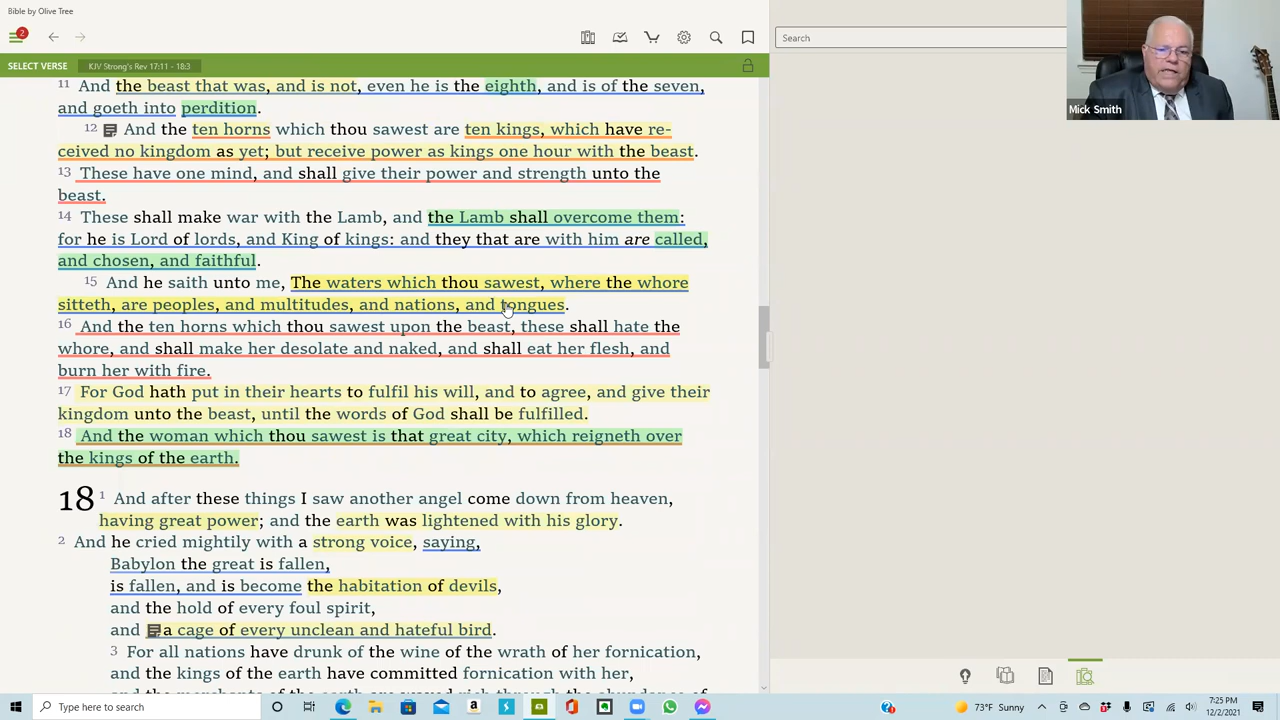 Bible by Olive Tree
2
SELECT VERSE KJV Strong's Rev 17:11 - 18:3
Search
Mick Smith
11 And the beast that was, and is not, even he is the eighth, and is of the seven,
and goeth into perdition.
12 And the ten horns which thou sawest are ten kings, which have re-
ceived no kingdom as yet; but receive power as kings one hour with the beast.
13 These have one mind, and shall give their power and strength unto the
beast.
14 These shall make war with the Lamb, and the Lamb shall overcome them:
for he is Lord of lords, and King of kings: and they that are with him are called,
and chosen, and faithful.
15 And he saith unto me, The waters which thou sawest, where the whore
sitteth, are peoples, and multitudes, and nations, and tongues.
16 And the ten horns which thou sawest upon the beast, these shall hate the
whore, and shall make her desolate and naked, and shall eat her flesh, and
burn her with fire.
17 For God hath put in their hearts to fulfil his will, and to agree, and give their
kingdom unto the beast, until the words of God shall be fulfilled.
18 And the woman which thou sawest is that great city, which reigneth over
the kings of the earth.
18 1 And after these things I saw another angel come down from heaven,
having great power; and the earth was lightened with his glory.
2 And he cried mightily with a strong voice, saying,
Babylon the great is fallen,
is fallen, and is become the habitation of devils,
and the hold of every foul spirit,
and a cage of every unclean and hateful bird.
3 For all nations have drunk of the wine of the wrath of her fornication,
and the kings of the earth have committed fornication with her,
Type here to search
73°F Sunny
7:25 PM
12/2/2021